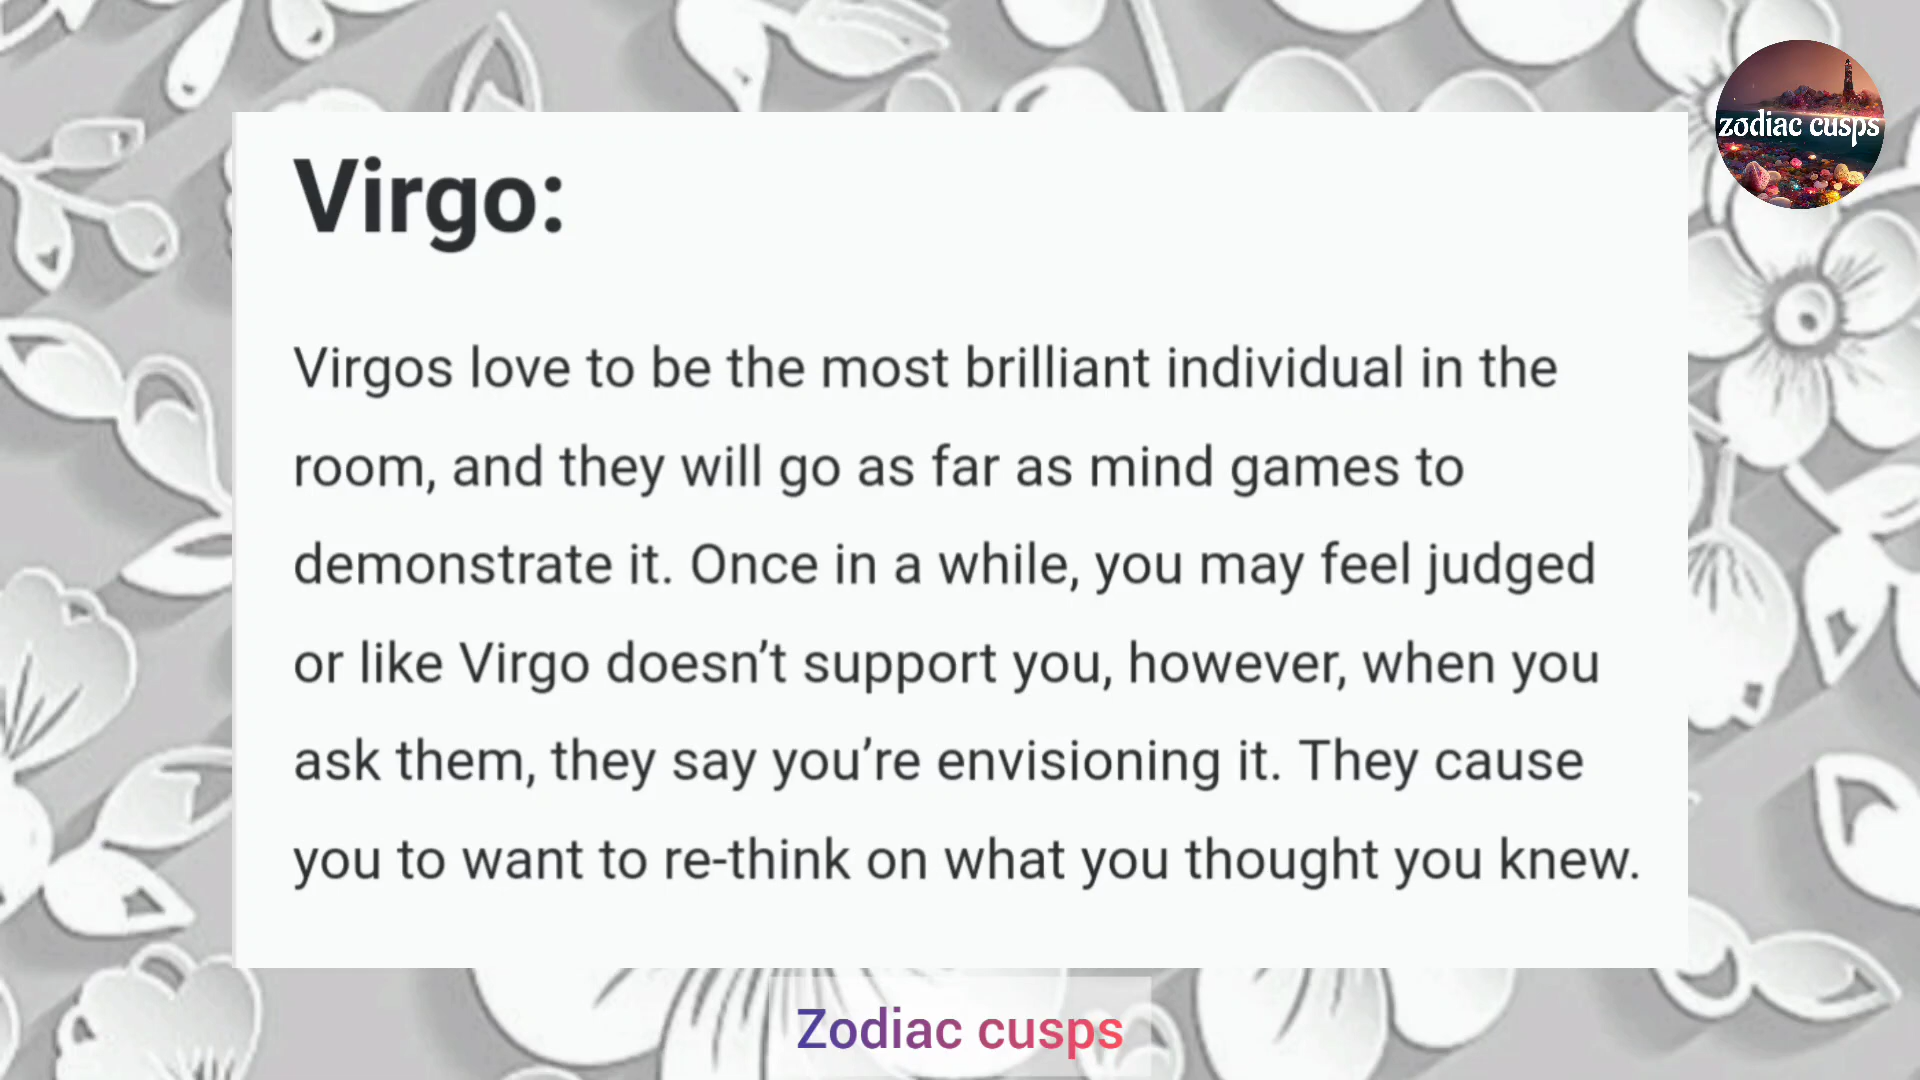 zodiac cusps
Virgo:
Virgos love to be the most brilliant individual in the
room, and they will go as far as mind games to
demonstrate it. Once in a while, you may feel judged
or like Virgo doesn’t support you, however, when you
ask them, they say you’re envisioning it. They cause
you to want to re-think on what you thought you knew.
Zodiac cusps